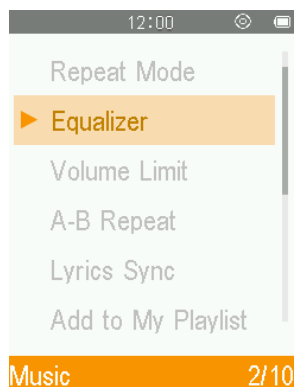 12:00
Repeat Mode
Equalizer
Volume Limit
A-B Repeat
Lyrics Sync
Add to My Playlist
Music 2/10